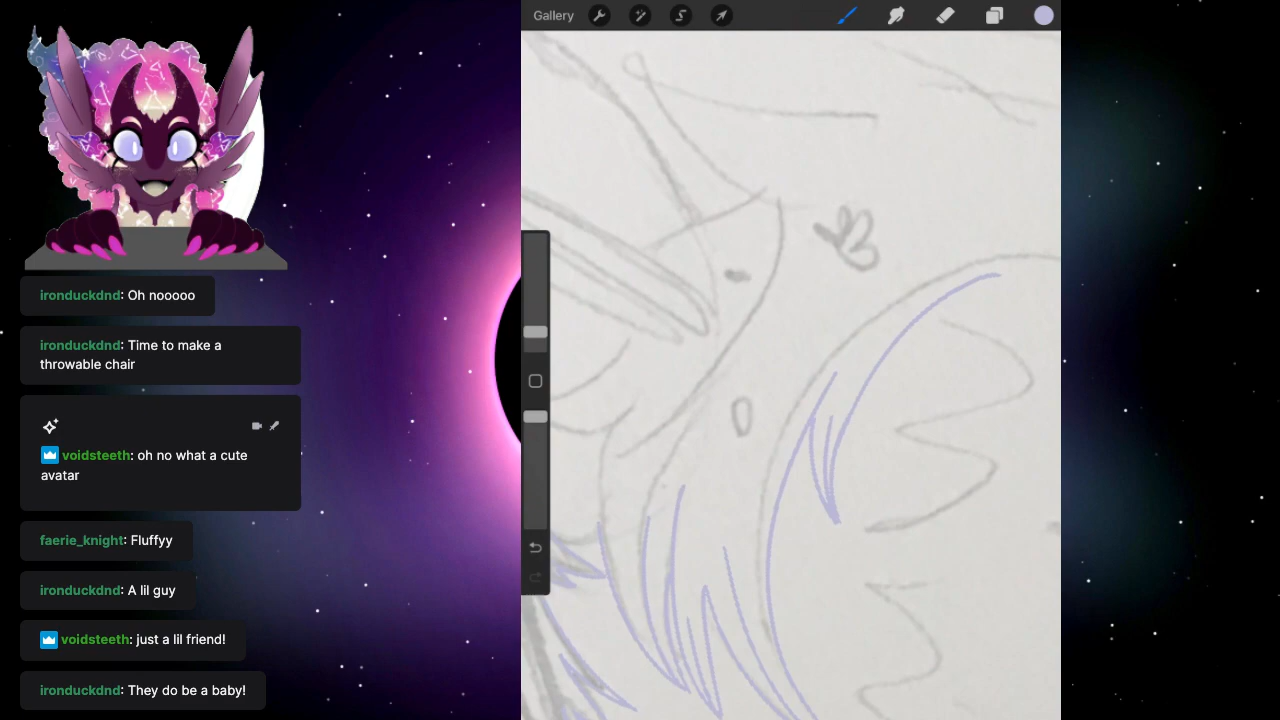 Gallery
ironduckdnd: Oh nooooo
ironduckdnd: Time to make a
throwable chair
voidsteeth: oh no what a cute
avatar
faerie_knight: Fluffyy
ironduckdnd: A lil guy
voidsteeth: just a lil friend!
ironduckdnd: They do be a baby!